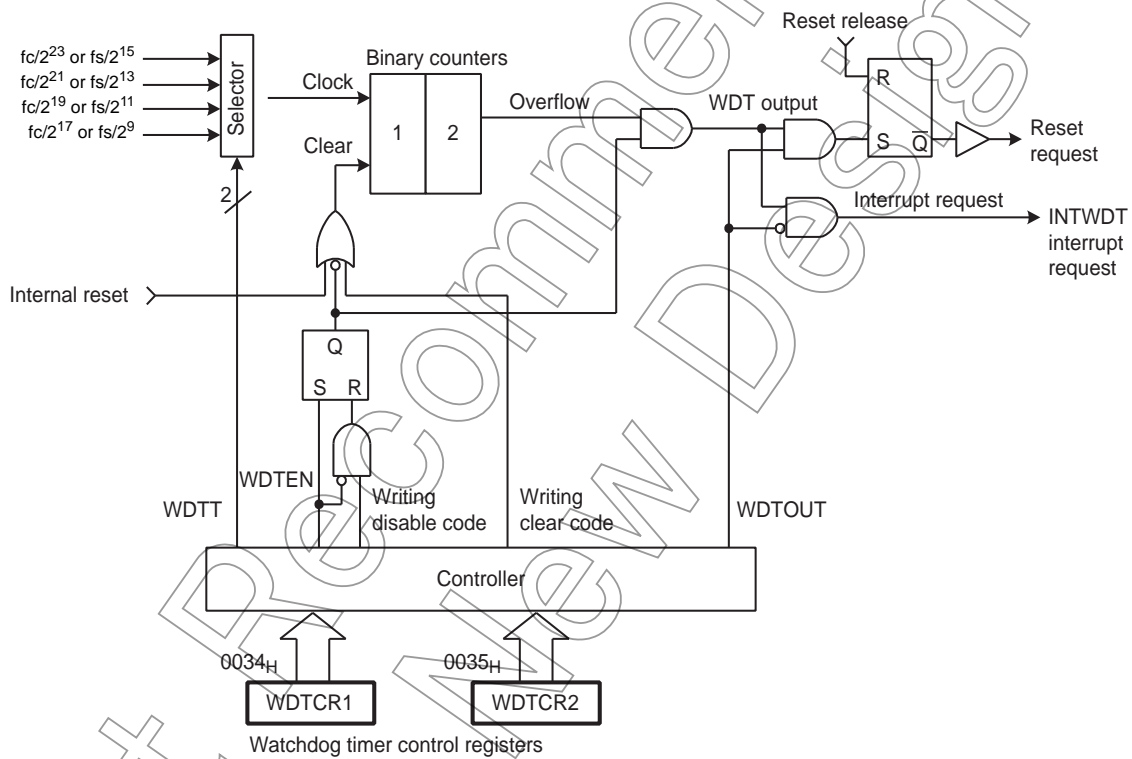 Reset release
fc/2^23 or fs/2^15
fc/2^21 or fs/2^13
fc/2^19 or fs/2^11
fc/2^17 or fs/2^9
Selector
Binary counters
Clock
1
2
Clear
Overflow
WDT output
R
S
Q̅
Reset
request
2
Interrupt request
INTWDT
interrupt
request
Internal reset
Q
S R
WDTEN
WDTT
Writing
disable code
Writing
clear code
WDTOUT
Controller
0034H
0035H
WDTCR1
WDTCR2
Watchdog timer control registers